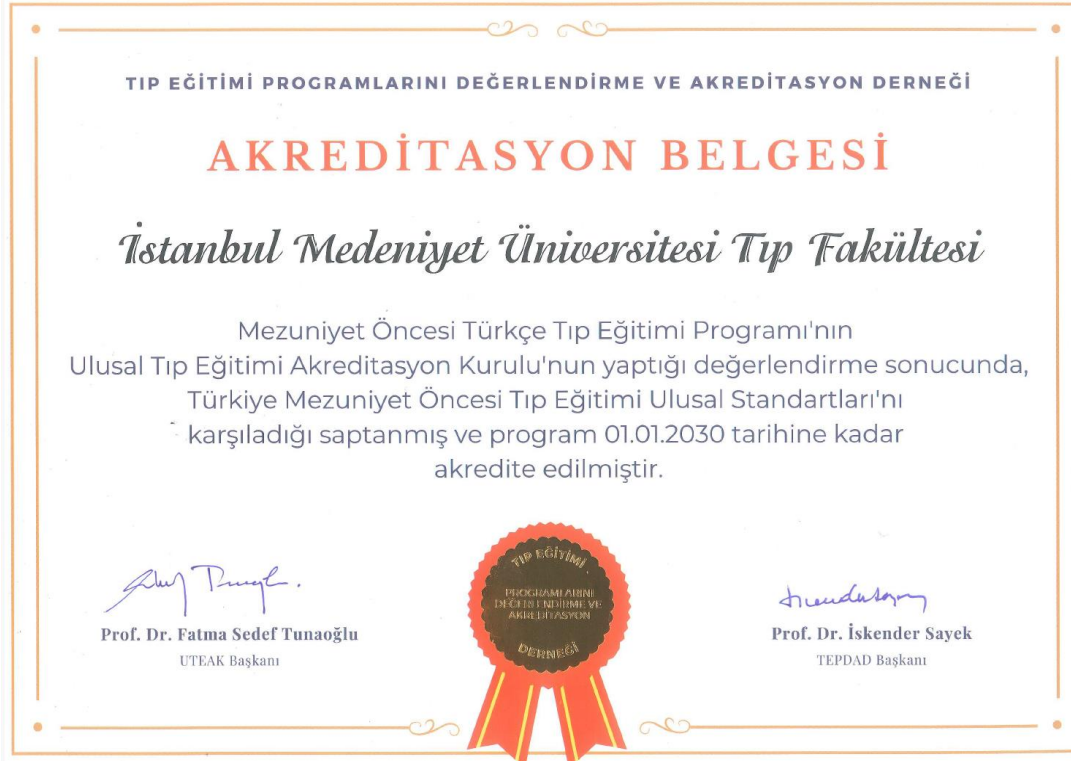 TIP EĞİTİMİ PROGRAMLARINI DEĞERLENDİRME VE AKREDİTASYON DERNEĞİ
AKREDİTASYON BELGESİ
İstanbul Medeniyet Üniversitesi Tıp Fakültesi
Mezuniyet Öncesi Türkçe Tıp Eğitimi Programı'nın
Ulusal Tıp Eğitimi Akreditasyon Kurulu'nun yaptığı değerlendirme sonucunda,
Türkiye Mezuniyet Öncesi Tıp Eğitimi Ulusal Standartları'nı
karşıladığı saptanmış ve program 01.01.2030 tarihine kadar
akredite edilmiştir.
TIP EĞİTİMİ
PROGRAMLARINI
DEĞERLENDİRME VE
AKREDİTASYON
DERNEĞİ
Prof. Dr. Fatma Sedef Tunaoğlu
UTEAK Başkanı
Prof. Dr. İskender Sayek
TEPDAD Başkanı